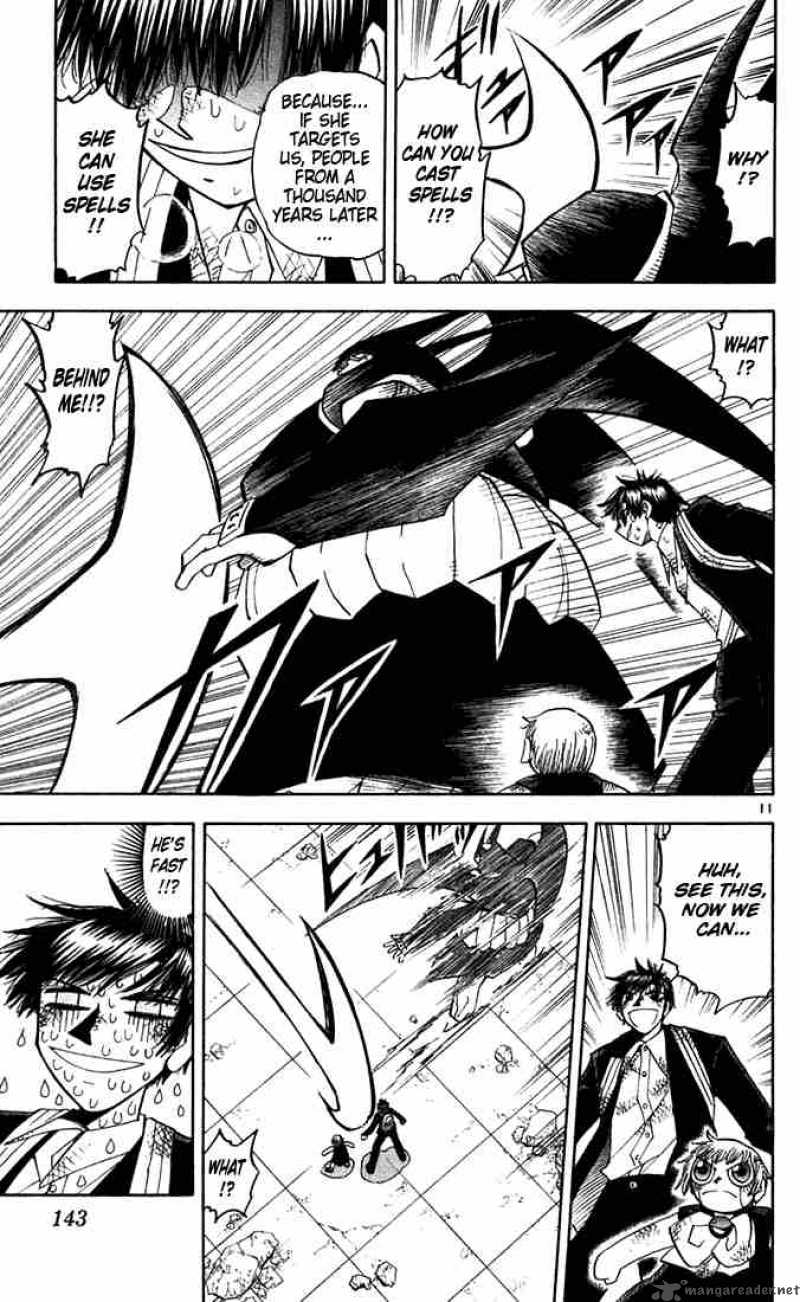 WHY
!?
HOW
CAN YOU
CAST
SPELLS
!!?
BECAUSE...
IF SHE
TARGETS
US, PEOPLE
FROM A
THOUSAND
YEARS LATER
...
SHE
CAN
USE
SPELLS
!!
WHAT
!?
BEHIND
ME!!?
11
HUH,
SEE THIS,
NOW WE
CAN...
WHAT
!?
HE'S
FAST
!!?
143
mangareader.net